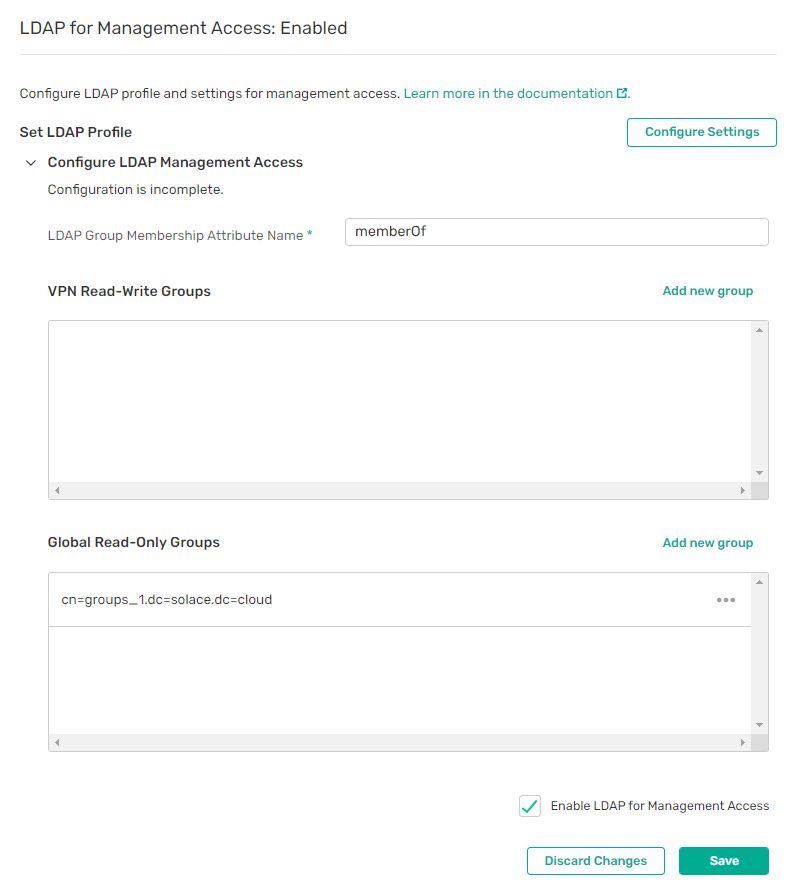 LDAP for Management Access: Enabled
Configure LDAP profile and settings for management access. Learn more in the documentation.
Set LDAP Profile
Configure Settings
Configure LDAP Management Access
Configuration is incomplete.
LDAP Group Membership Attribute Name *
memberOf
VPN Read-Write Groups
Add new group
Global Read-Only Groups
Add new group
cn=groups_1.dc=solace.dc=cloud
Enable LDAP for Management Access
Discard Changes
Save